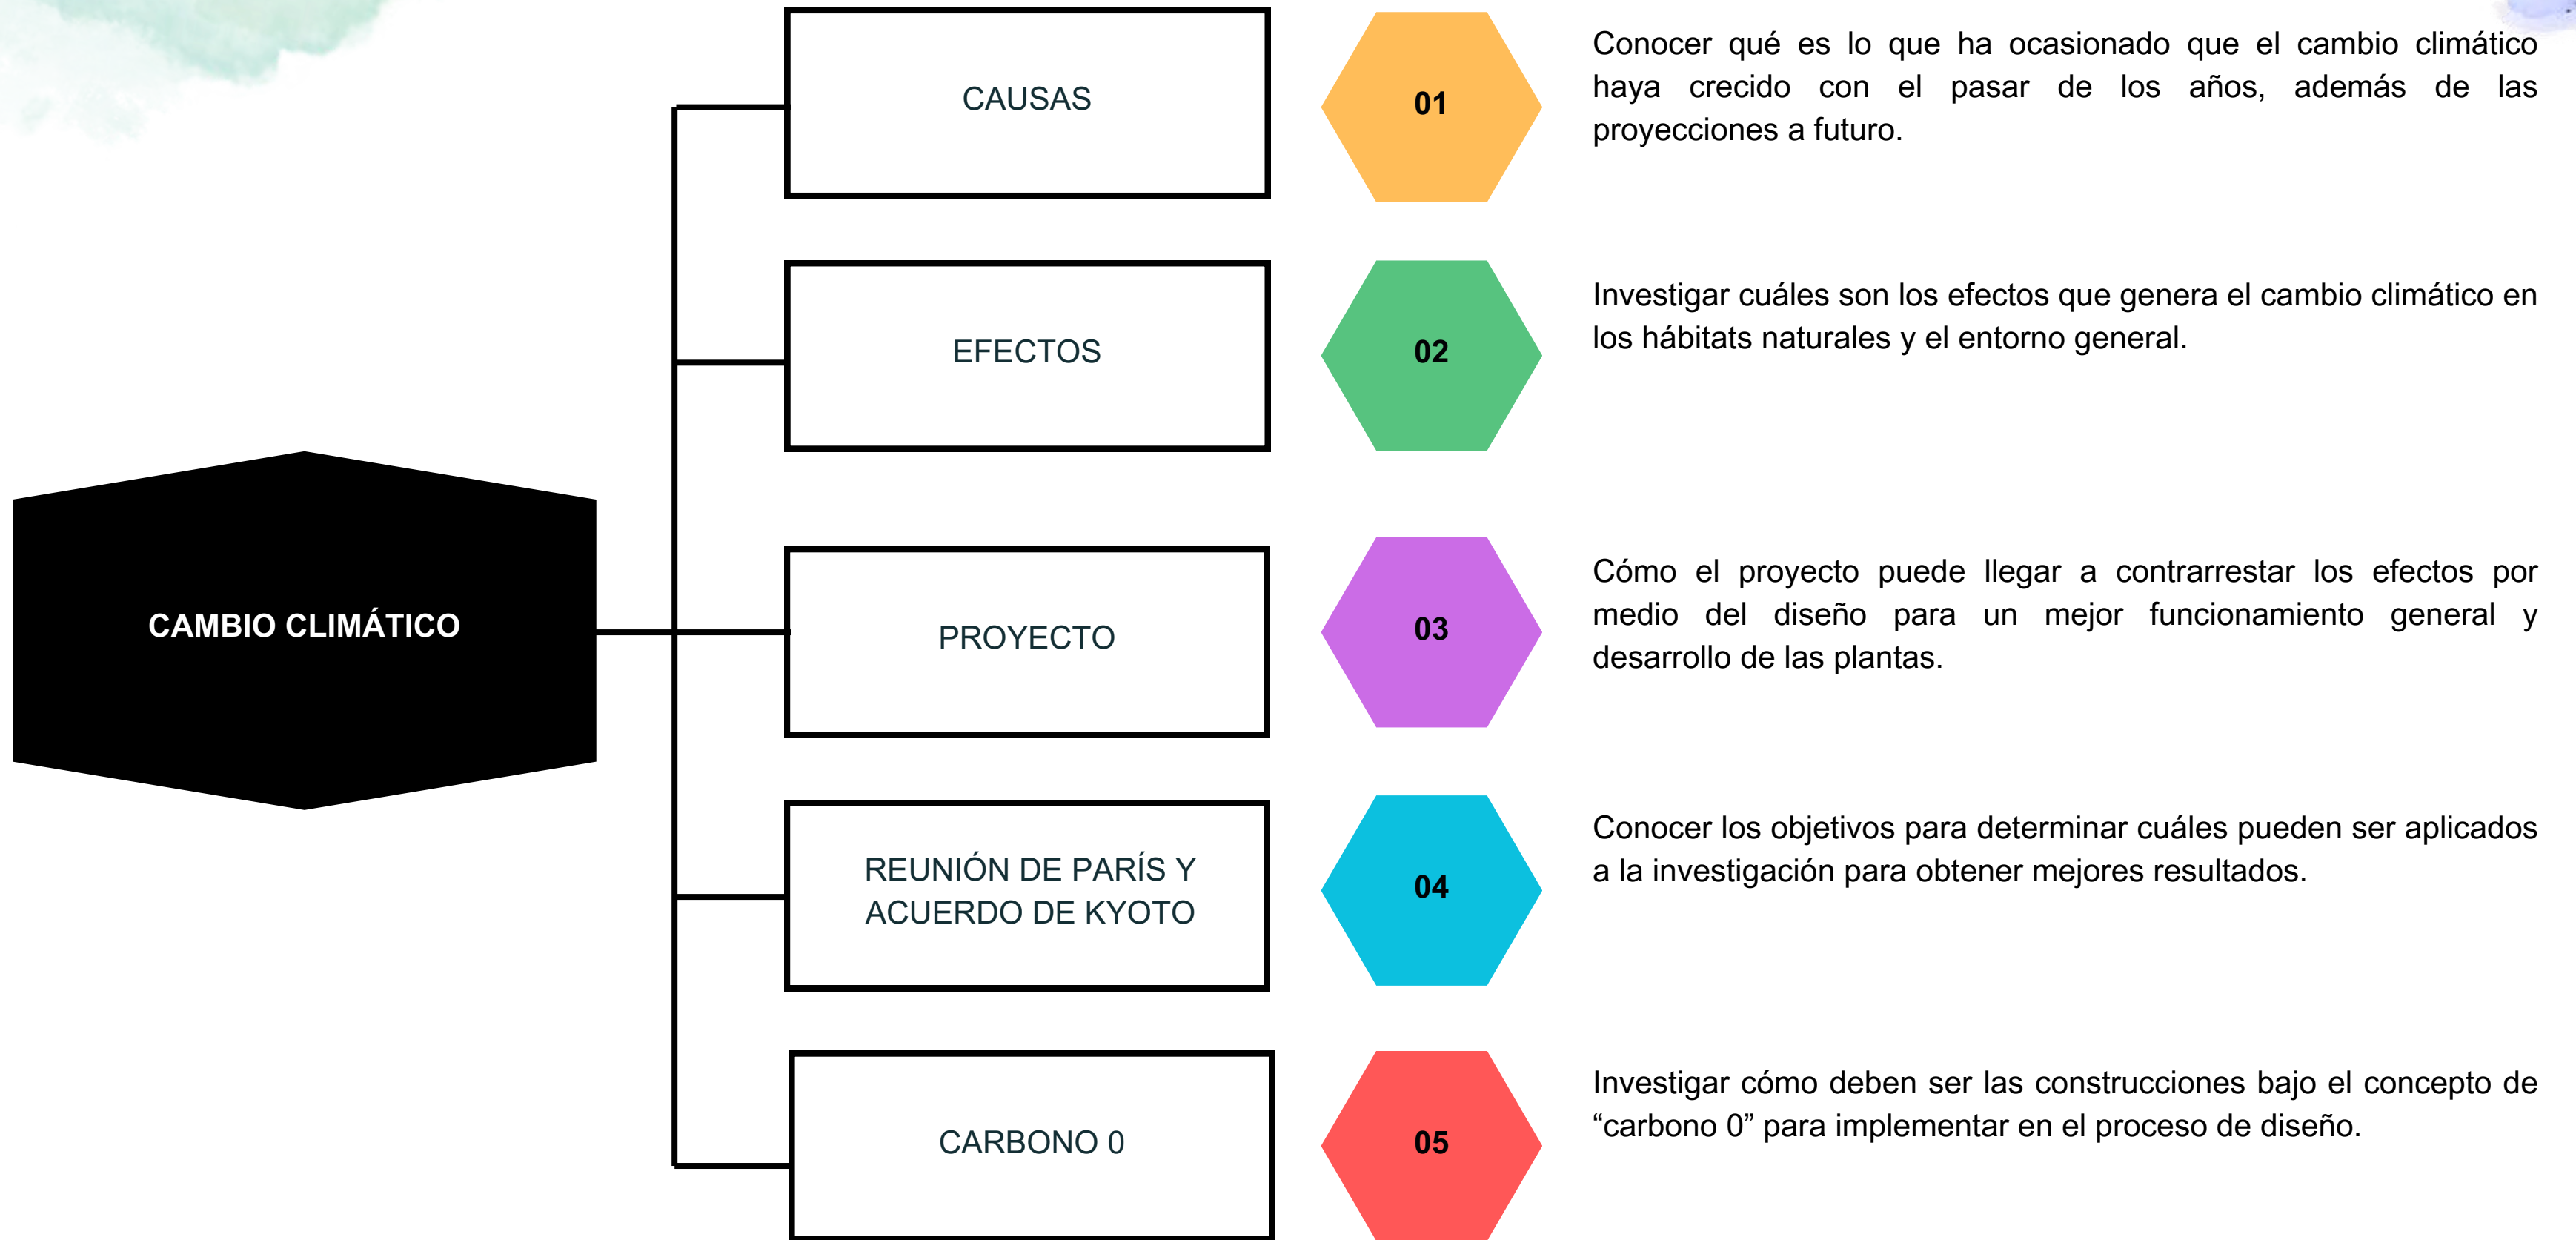 CAUSAS
01
Conocer qué es lo que ha ocasionado que el cambio climático
haya crecido con el pasar de los años, además de las
proyecciones a futuro.
EFECTOS
02
Investigar cuáles son los efectos que genera el cambio climático en
los hábitats naturales y el entorno general.
CAMBIO CLIMÁTICO
PROYECTO
03
Cómo el proyecto puede llegar a contrarrestar los efectos por
medio del diseño para un mejor funcionamiento general y
desarrollo de las plantas.
REUNIÓN DE PARÍS Y
ACUERDO DE KYOTO
04
Conocer los objetivos para determinar cuáles pueden ser aplicados
a la investigación para obtener mejores resultados.
CARBONO 0
05
Investigar cómo deben ser las construcciones bajo el concepto de
“carbono 0” para implementar en el proceso de diseño.